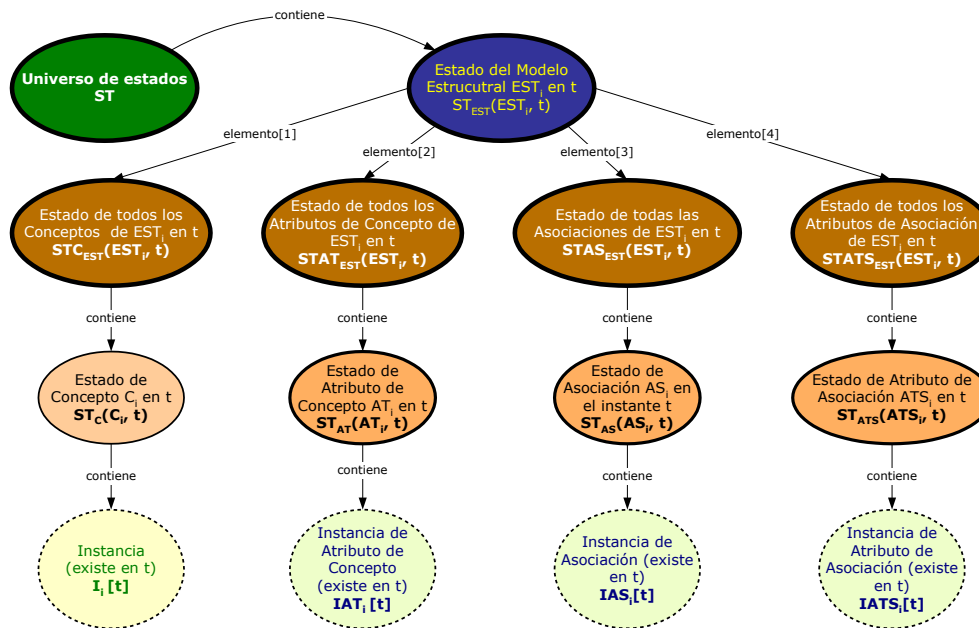 contiene
Universo de estados
ST
Estado del Modelo
Estrucutral ESTi en t
STEST(ESTi, t)
elemento[1]
elemento[2]
elemento[3]
elemento[4]
Estado de todos los
Conceptos de ESTi en t
STCEST(ESTi, t)
Estado de todos los
Atributos de Concepto de
ESTi en t
STATEST(ESTi, t)
Estado de todas las
Asociaciones de ESTi en t
STASEST(ESTi, t)
Estado de todos los
Atributos de Asociación
de ESTi en t
STATSEST(ESTi, t)
contiene
contiene
contiene
contiene
Estado de
Concepto Ci en t
STC(Ci, t)
Estado de
Atributo de
Concepto ATi en t
STAT(ATi, t)
Estado de
Asociación ASi en
el instante t
STAS(ASi, t)
Estado de Atributo de
Asociación ATSi en t
STATS(ATSi, t)
contiene
contiene
contiene
contiene
Instancia
(existe en t)
Ii [t]
Instancia de
Atributo de
Concepto
(existe en t)
IATi [t]
Instancia de
Asociación (existe
en t)
IASi[t]
Instancia de
Atributo de
Asociación (existe
en t)
IATSi[t]